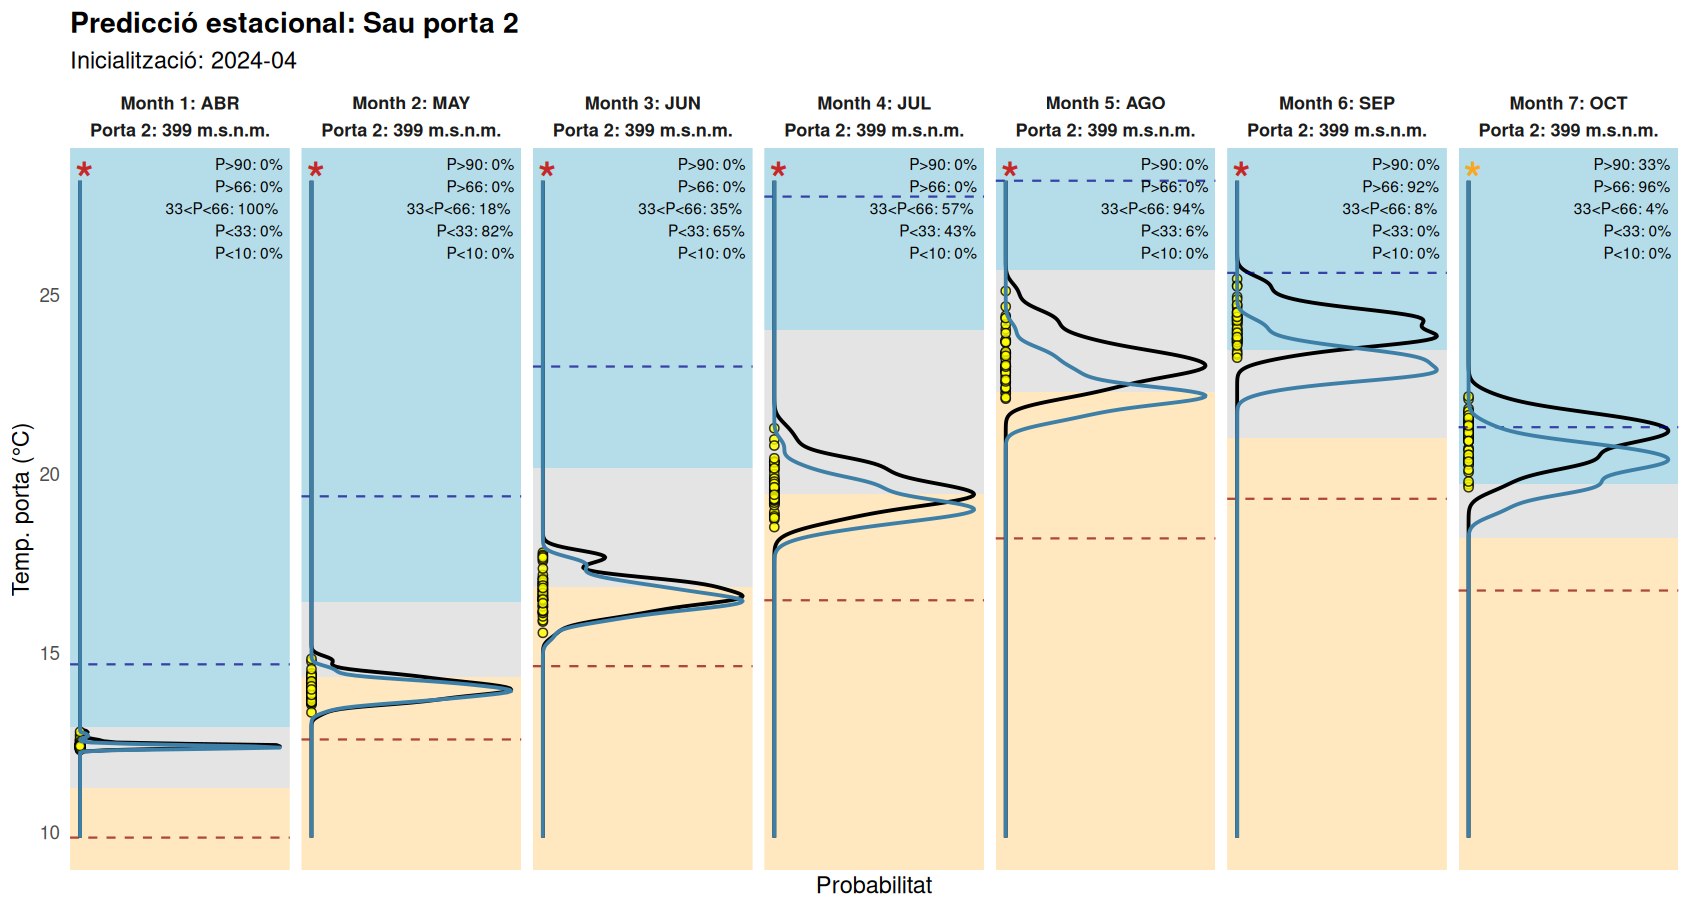 Predicció estacional: Sau porta 2
Inicialització: 2024-04
Month 1: ABR
Porta 2: 399 m.s.n.m.
Month 2: MAY
Porta 2: 399 m.s.n.m.
Month 3: JUN
Porta 2: 399 m.s.n.m.
Month 4: JUL
Porta 2: 399 m.s.n.m.
Month 5: AGO
Porta 2: 399 m.s.n.m.
Month 6: SEP
Porta 2: 399 m.s.n.m.
Month 7: OCT
Porta 2: 399 m.s.n.m.
*
P>90: 0%
P>66: 0%
33<P<66: 100%
P<33: 0%
P<10: 0%
*
P>90: 0%
P>66: 0%
33<P<66: 18%
P<33: 82%
P<10: 0%
*
P>90: 0%
P>66: 0%
33<P<66: 35%
P<33: 65%
P<10: 0%
*
P>90: 0%
P>66: 0%
33<P<66: 57%
P<33: 43%
P<10: 0%
*
P>90: 0%
P>66: 0%
33<P<66: 94%
P<33: 6%
P<10: 0%
*
P>90: 0%
P>66: 92%
33<P<66: 8%
P<33: 0%
P<10: 0%
*
P>90: 33%
P>66: 96%
33<P<66: 4%
P<33: 0%
P<10: 0%
25
20
15
10
Temp. porta (°C)
Probabilitat